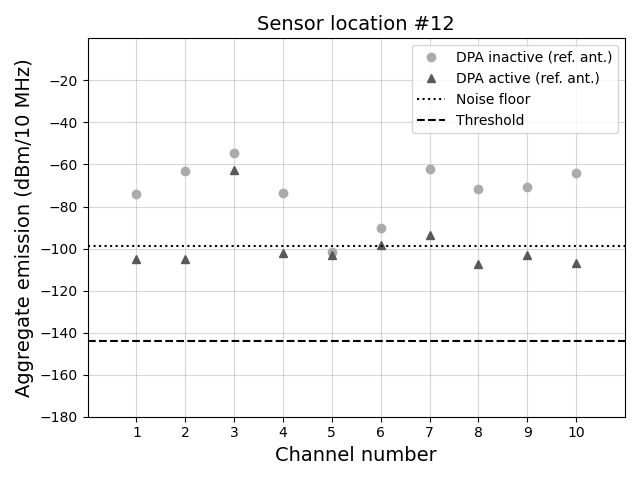 Sensor location #12
DPA inactive (ref. ant.)
DPA active (ref. ant.)
Noise floor
Threshold
Aggregate emission (dBm/10 MHz)
−20
−40
−60
−80
−100
−120
−140
−160
−180
1 2 3 4 5 6 7 8 9 10
Channel number